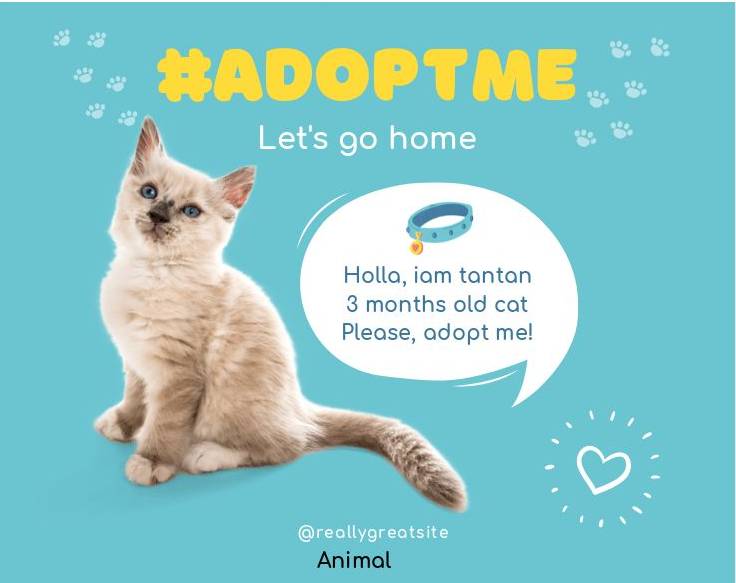 #ADOPTME
Let's go home
Holla, iam tantan
3 months old cat
Please, adopt me!
@reallygreatsite
Animal